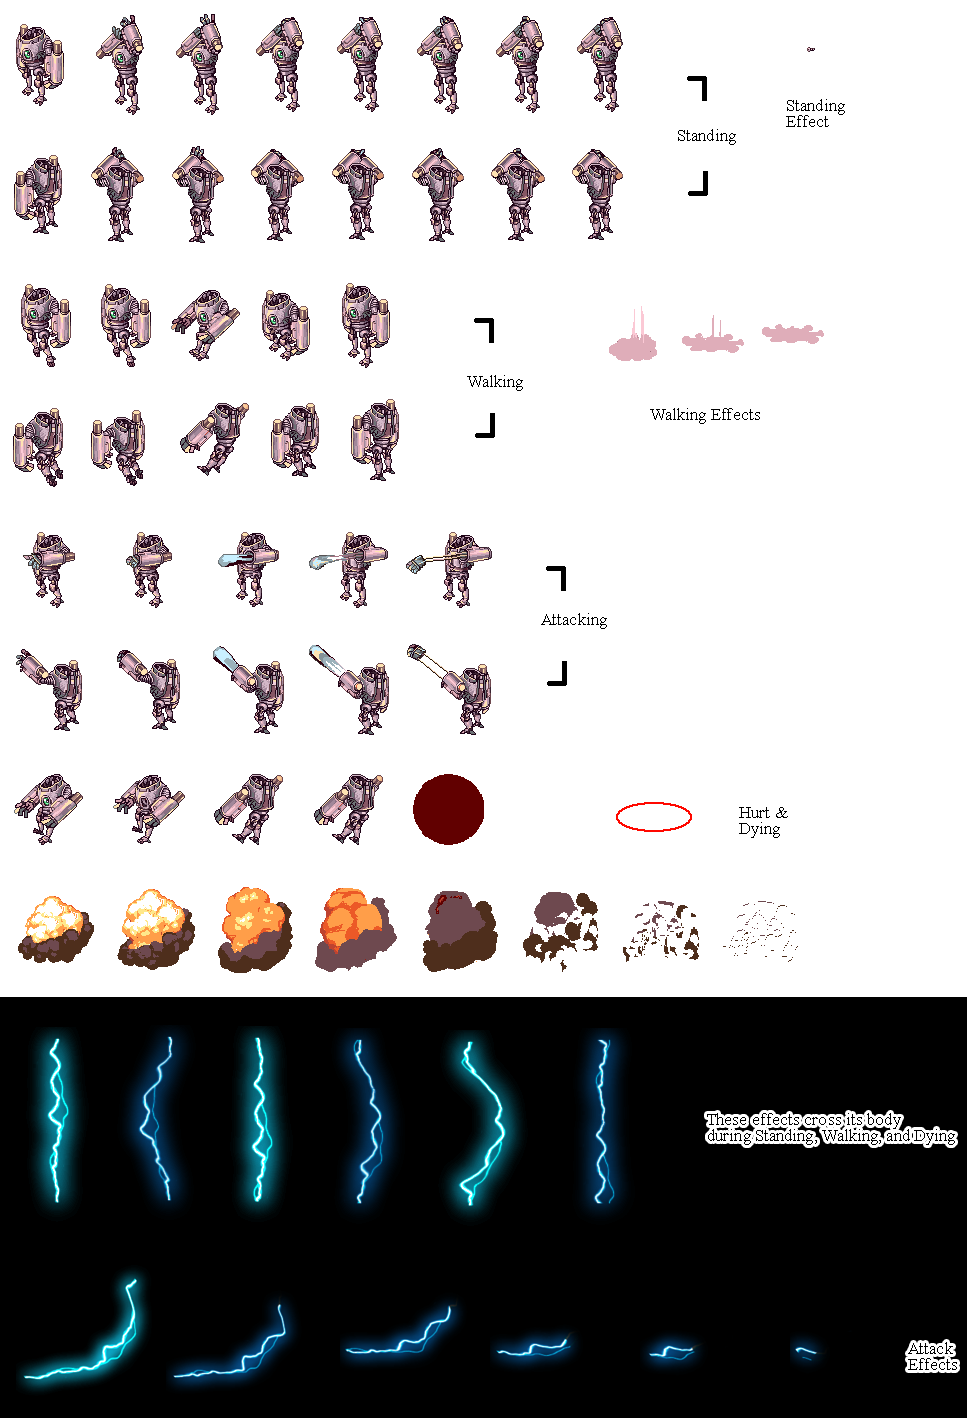 Standing
Effect
Standing
Walking
Walking Effects
Attacking
Hurt &
Dying
These effects cross its body
during Standing, Walking, and Dying
Attack
Effects